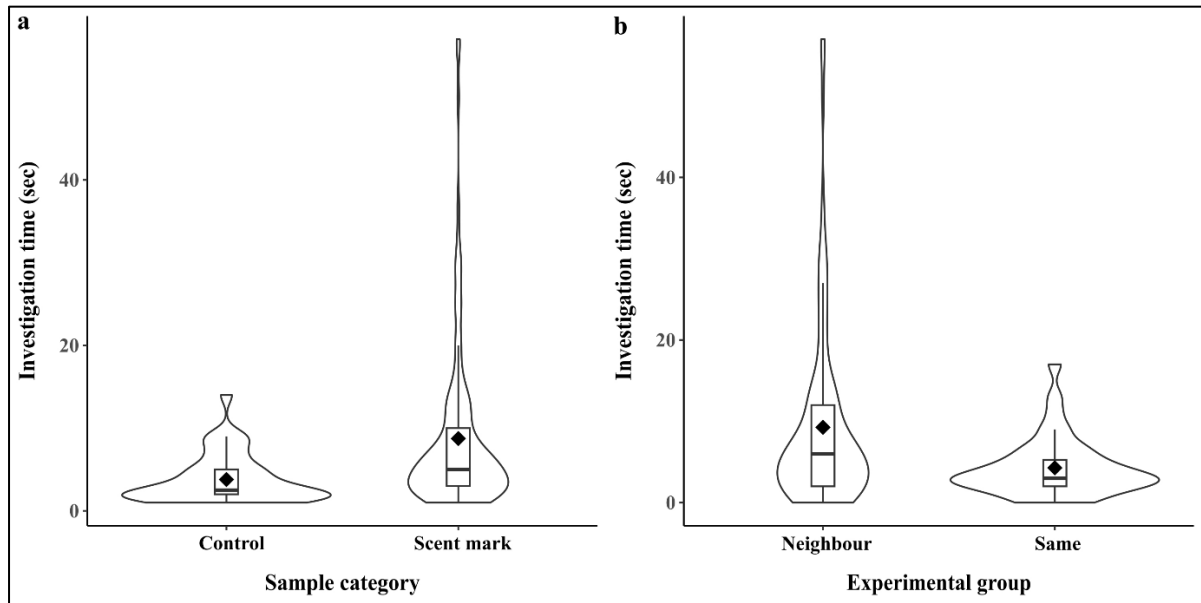 a
Investigation time (sec)
40
20
0
Control
Scent mark
Sample category
b
Investigation time (sec)
40
20
0
Neighbour
Same
Experimental group